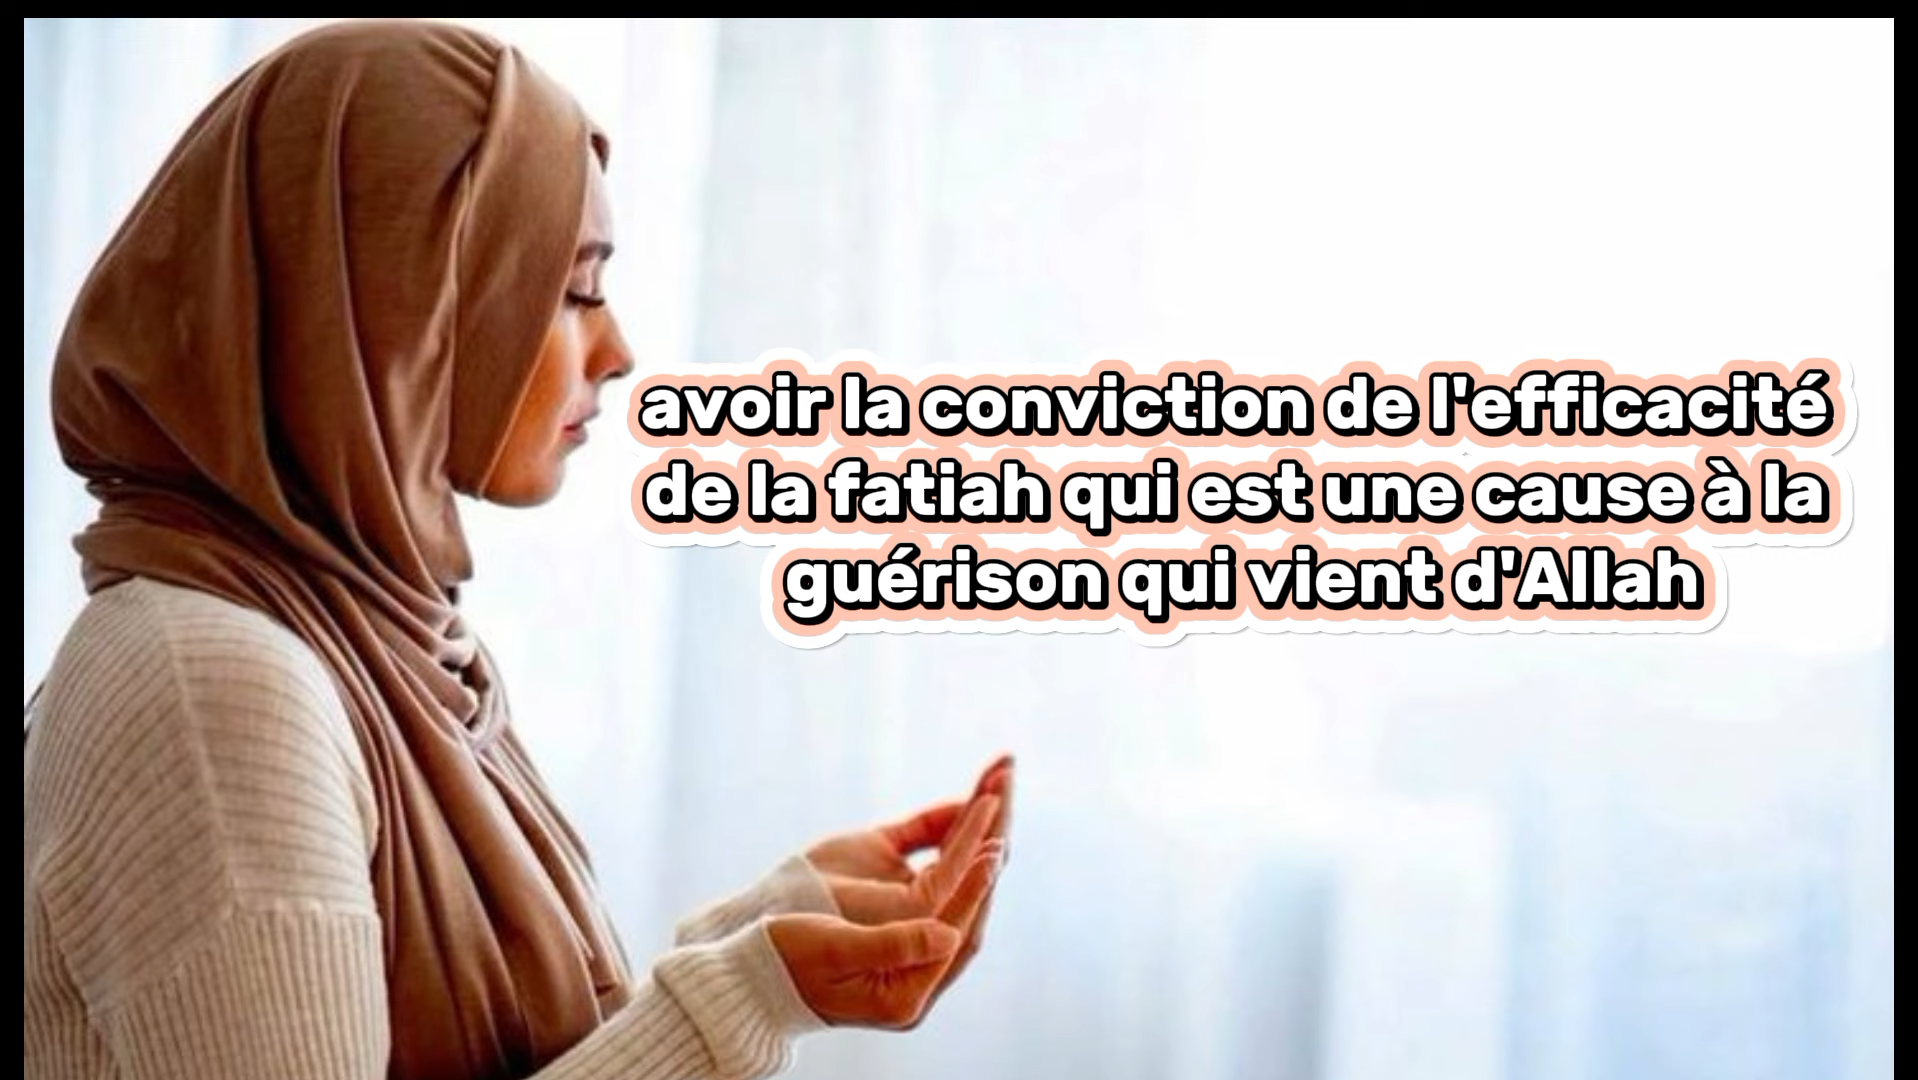 avoir la conviction de l'efficacité
de la fatiah qui est une cause à la
guérison qui vient d'Allah